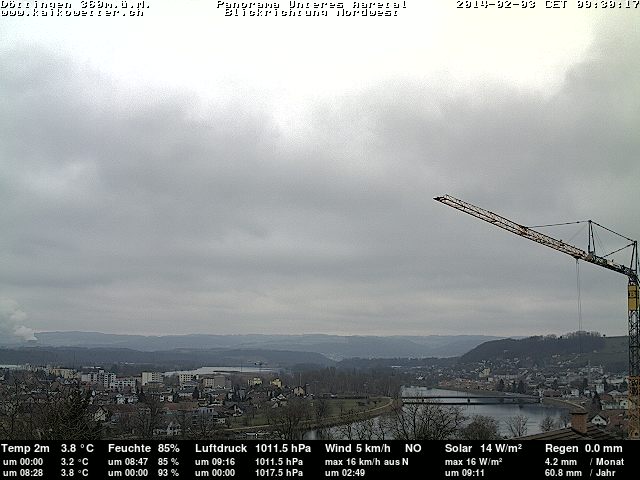 Döttingen 360m.ü.M. Panorama Unteres Aaretal 2014-02-03 CET 09:30:17
www.kaikowetter.ch Blickrichtung Nordwest
Temp 2m 3.8 °C Feuchte 85% Luftdruck 1011.5 hPa Wind 5 km/h NO Solar 14 W/m² Regen 0.0 mm
um 00:00 3.2 °C um 08:47 85 % um 09:16 1011.5 hPa max 16 km/h aus N max 16 W/m² 4.2 mm / Monat
um 08:28 3.8 °C um 00:00 93 % um 00:00 1017.5 hPa um 02:49 um 09:11 60.8 mm / Jahr